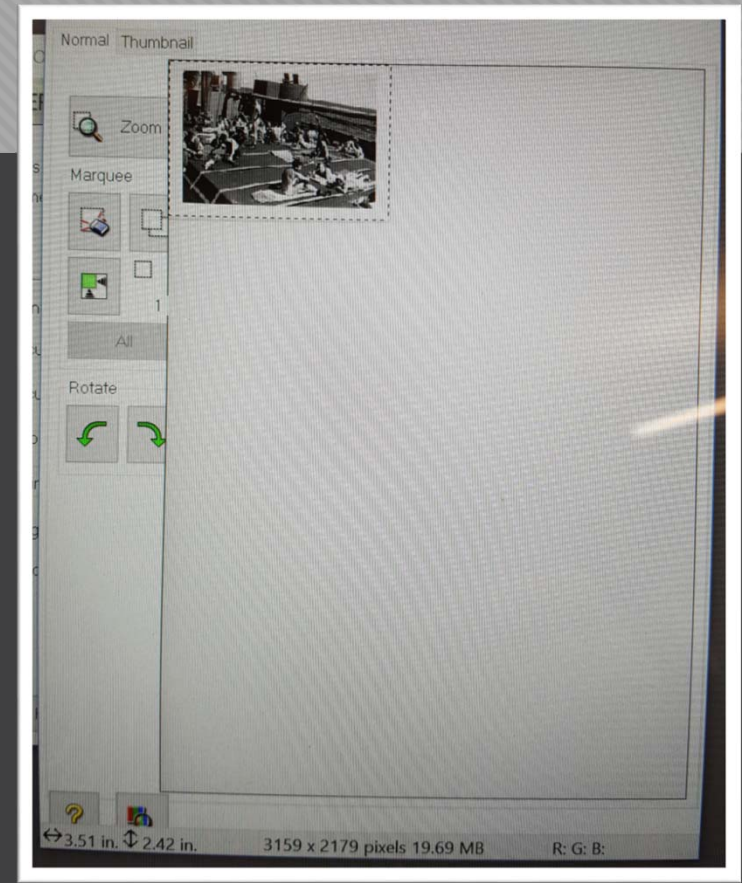 Normal Thumbnail
Zoom
Marquee
1
All
Rotate
?
3.51 in. 2.42 in. 3159 x 2179 pixels 19.69 MB R: G: B: